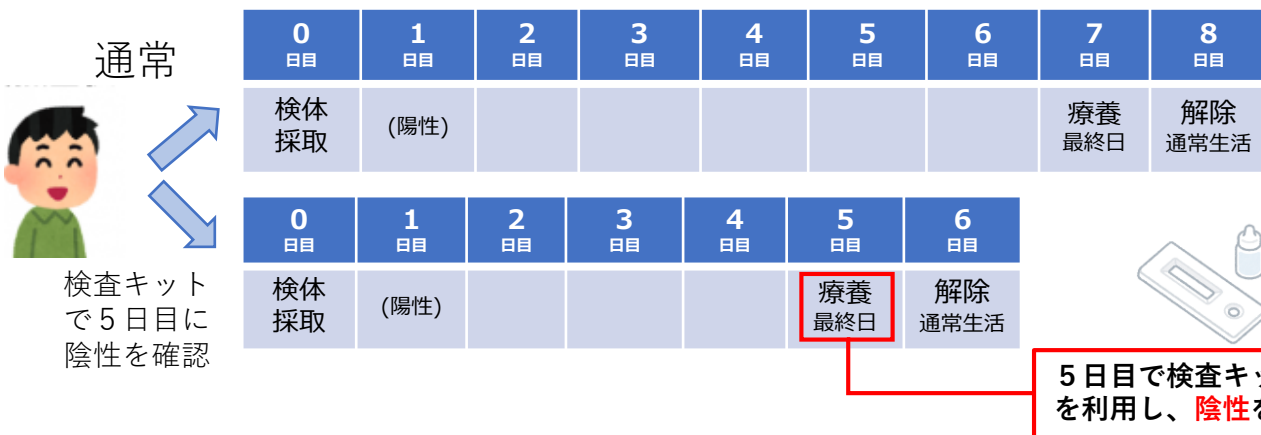 通常
0 1 2 3 4 5 6 7 8
日目 日目 日目 日目 日目 日目 日目 日目 日目
検体 (陽性) 療養 解除
採取 最終日 通常生活
0 1 2 3 4 5 6
日目 日目 日目 日目 日目 日目 日目
検体 (陽性) 療養 解除
採取 最終日 通常生活
検査キット
で5日目に
陰性を確認
5日目で検査キッ
を利用し、陰性を